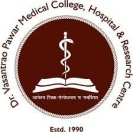 Dr. Vasantrao Pawar Medical College, Hospital & Research Centre
Estd. 1990